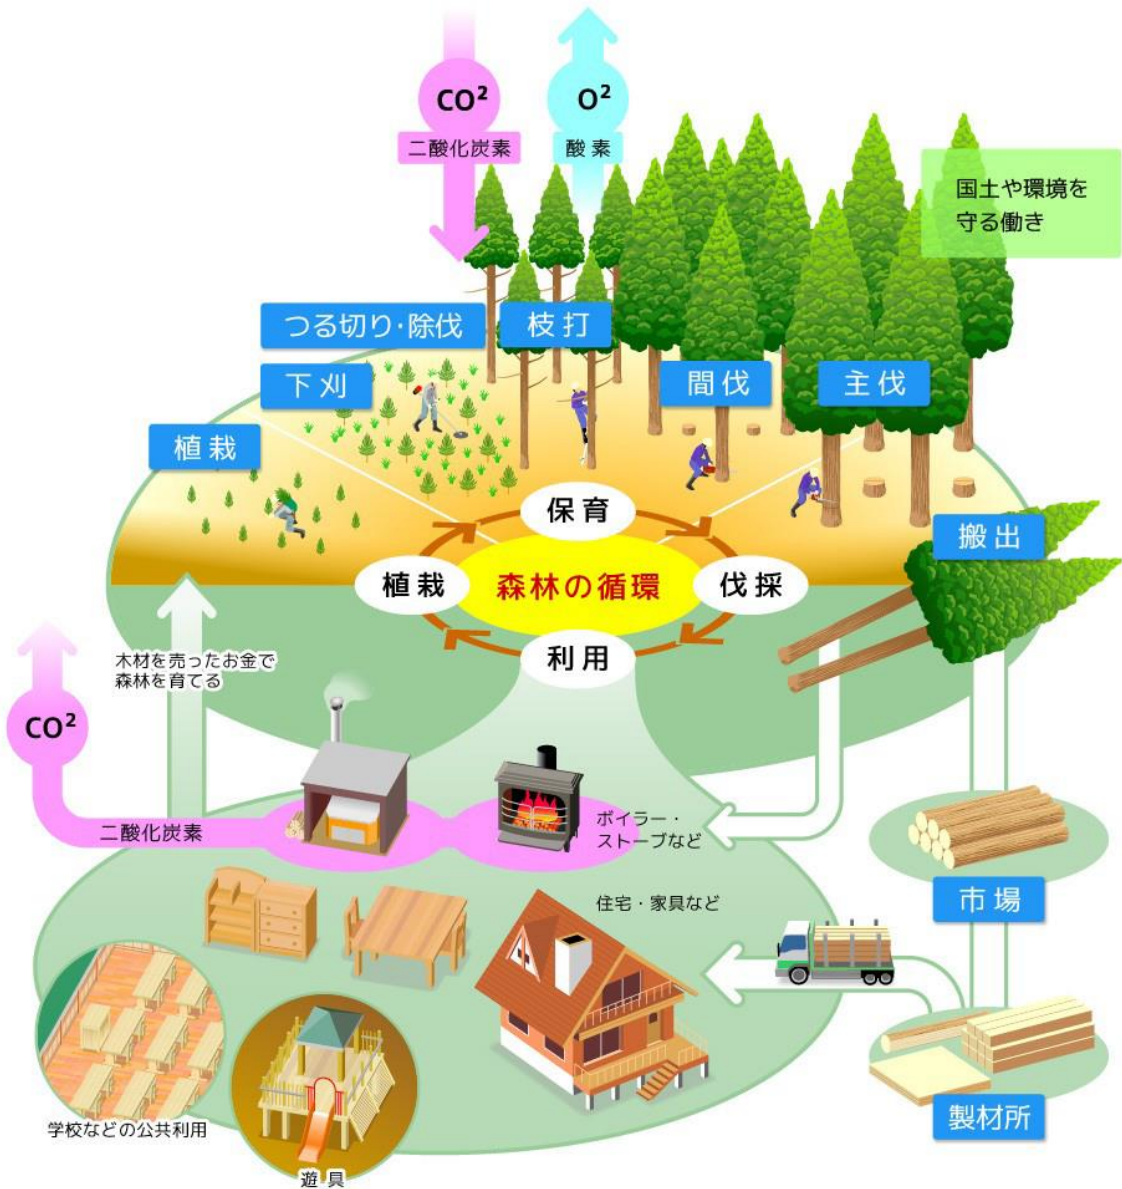 CO²
二酸化炭素
O²
酸素
国土や環境を
守る働き
つる切り・除伐
枝打
下刈
間伐
主伐
植栽
保育
搬出
植栽
森林の循環
伐採
利用
木材を売ったお金で
森林を育てる
CO²
二酸化炭素
ボイラー・
ストーブなど
市場
住宅・家具など
製材所
学校などの公共利用
遊具